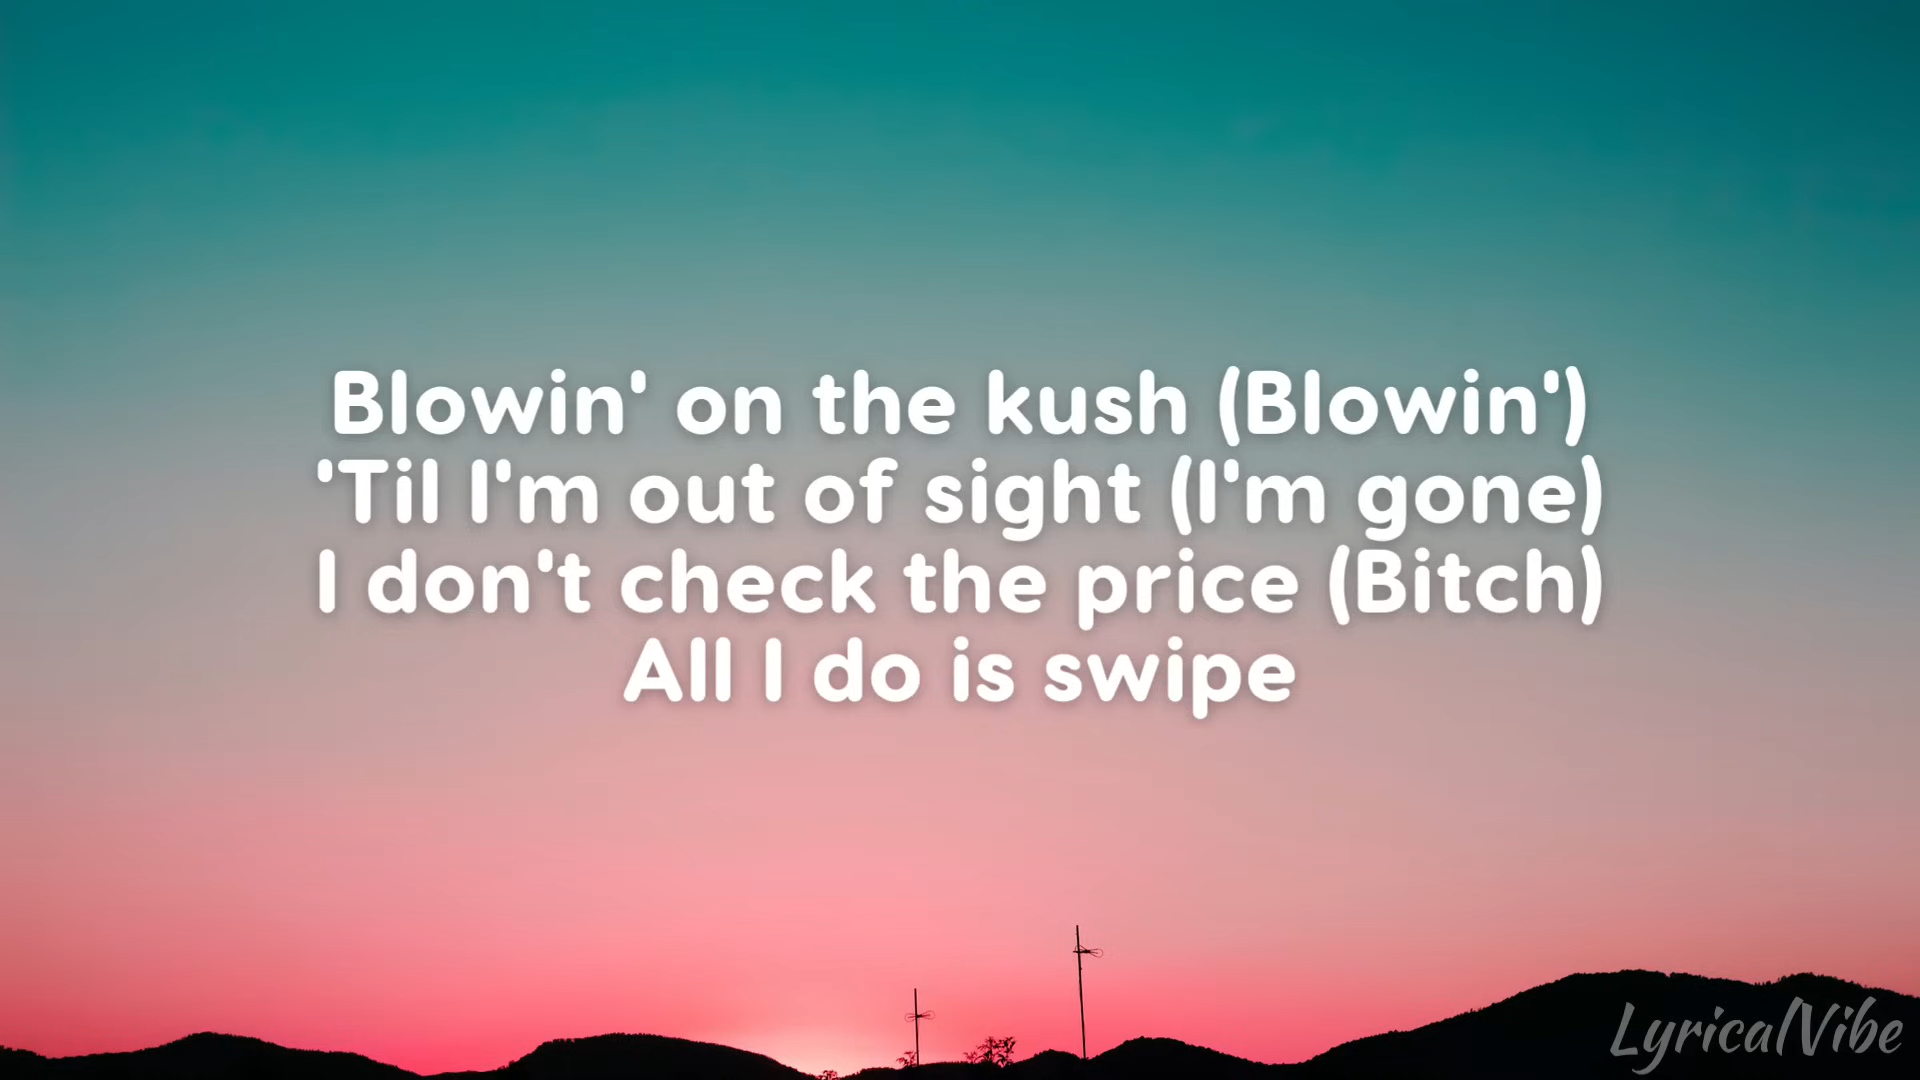 Blowin' on the kush (Blowin')
'Til I'm out of sight (I'm gone)
I don't check the price (Bitch)
All I do is swipe
LyricalVibe